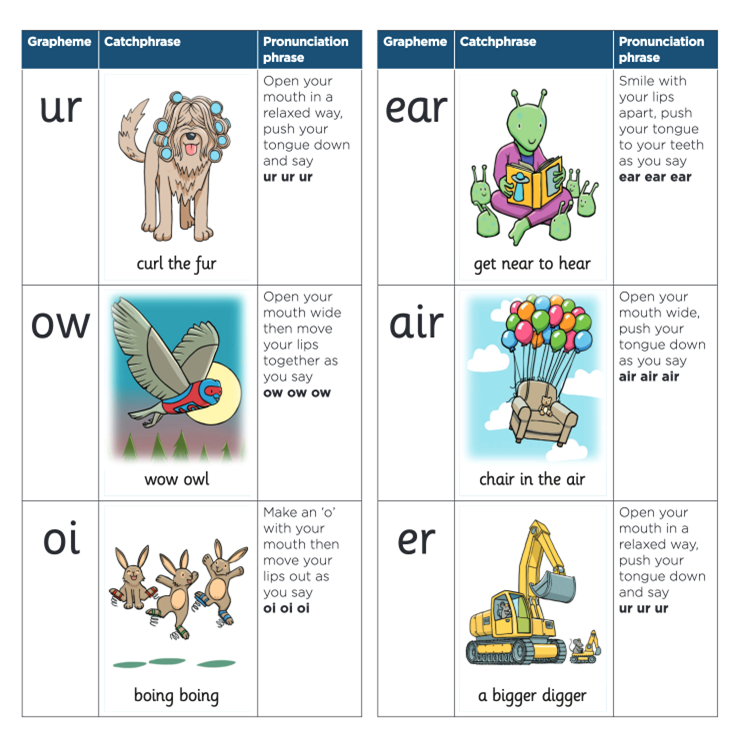 Grapheme Catchphrase Pronunciation
phrase
ur
Open your
mouth in a
relaxed way,
push your
tongue down
and say
ur ur ur
curl the fur
ow
Open your
mouth wide
then move
your lips
together as
you say
ow ow ow
wow owl
oi
Make an ‘o’
with your
mouth then
move your
lips out as
you say
oi oi oi
boing boing
Grapheme Catchphrase Pronunciation
phrase
ear
Smile with
your lips
apart, push
your tongue
to your teeth
as you say
ear ear ear
get near to hear
air
Open your
mouth wide,
push your
tongue down
as you say
air air air
chair in the air
er
Open your
mouth in a
relaxed way,
push your
tongue down
and say
ur ur ur
a bigger digger